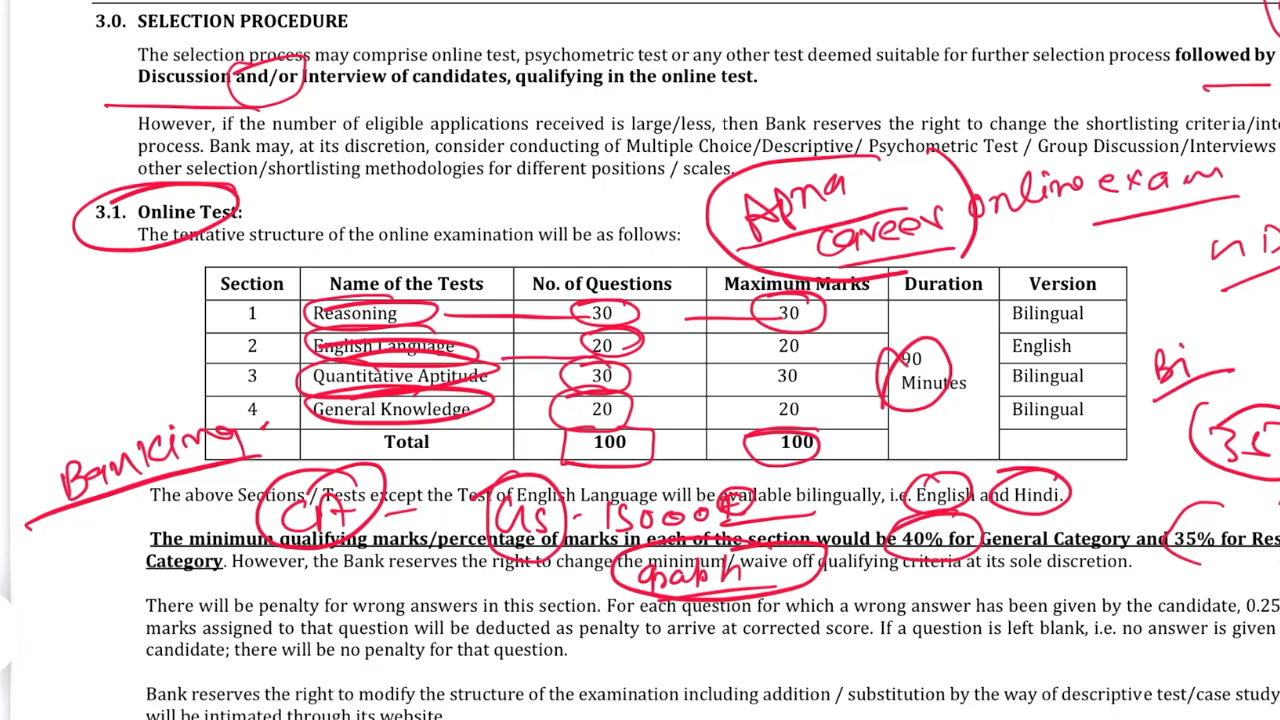 3.0. SELECTION PROCEDURE
The selection process may comprise online test, psychometric test or any other test deemed suitable for further selection process followed by
Discussion and/or Interview of candidates, qualifying in the online test.
However, if the number of eligible applications received is large/less, then Bank reserves the right to change the shortlisting criteria/int
process. Bank may, at its discretion, consider conducting of Multiple Choice/Descriptive/ Psychometric Test / Group Discussion/Interviews
other selection/shortlisting methodologies for different positions / scales.
Apna
career
online exam
3.1. Online Test:
The tentative structure of the online examination will be as follows:
Section Name of the Tests No. of Questions Maximum Marks Duration Version
1 Reasoning 30 30 90 Minutes Bilingual
2 English Language 20 20 English
3 Quantitative Aptitude 30 30 Bilingual
4 General Knowledge 20 20 Bilingual
Total 100 100
Bi
35
Banking
The above Sections / Tests except the Test of English Language will be available bilingually, i.e. English and Hindi.
GS - 15000
The minimum qualifying marks/percentage of marks in each of the section would be 40% for General Category and 35% for Res
Category. However, the Bank reserves the right to change the minimum/ waive off qualifying criteria at its sole discretion.
There will be penalty for wrong answers in this section. For each question for which a wrong answer has been given by the candidate, 0.25
marks assigned to that question will be deducted as penalty to arrive at corrected score. If a question is left blank, i.e. no answer is given
candidate; there will be no penalty for that question.
Bank reserves the right to modify the structure of the examination including addition / substitution by the way of descriptive test/case study
will be intimated through its website.